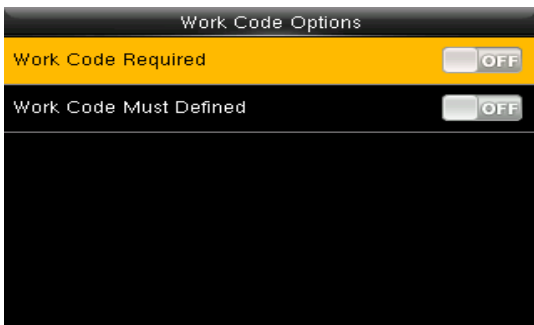 Work Code Options
Work Code Required OFF
Work Code Must Defined OFF